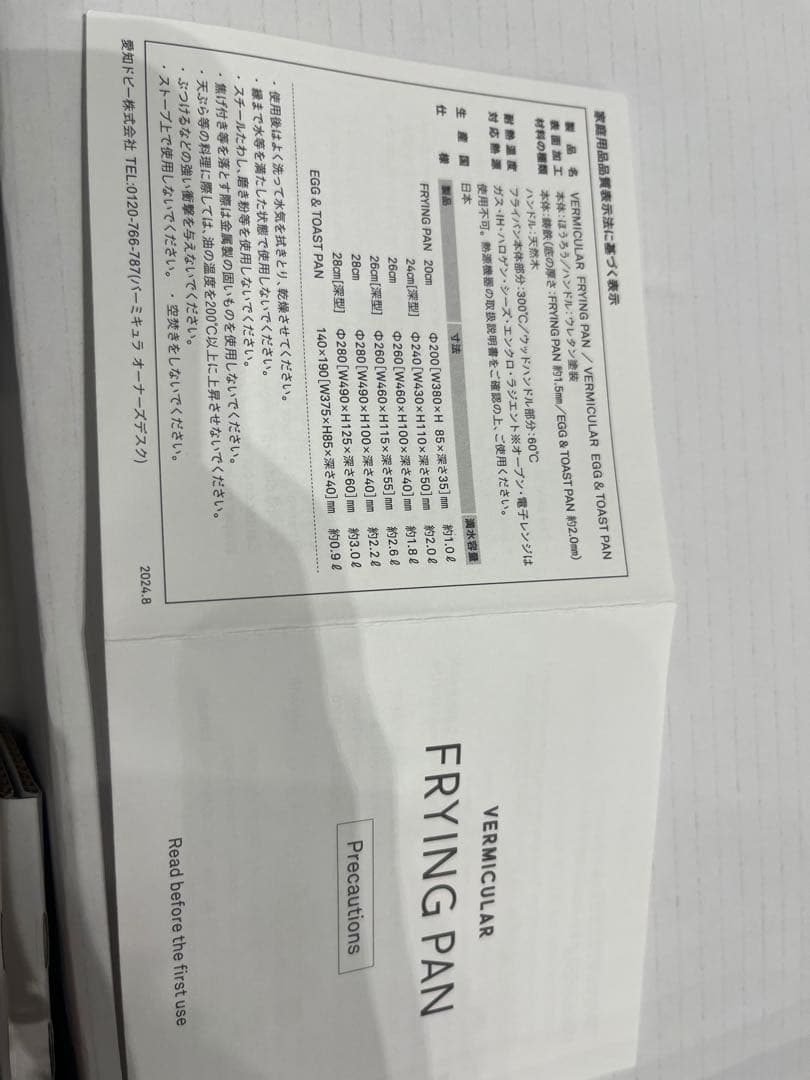 家庭用品品質表示法に基づく表示
製品名 VERMICULAR FRYING PAN / VERMICULAR EGG & TOAST PAN
表面加工 本体:ほうろう/ハンドル:ウレタン塗装
材料の種類 本体:鋳鉄(底の厚さ:FRYING PAN 約1.5mm/EGG & TOAST PAN 約2.0mm)
ハンドル:天然木
耐熱温度 フライパン本体部分:300℃/ウッドハンドル部分:60℃
対応熱源 ガス・IH・ハロゲン・シーズ・エンクロ・ラジエント※オーブン・電子レンジは
使用不可。熱源機器の取扱説明書をご確認の上、ご使用ください。
生産国 日本
仕様 製品 寸法 満水容量
FRYING PAN 20cm Φ200[W380×H 85×深さ35]mm 約1.0ℓ
24cm[深型] Φ240[W430×H110×深さ50]mm 約2.0ℓ
26cm Φ260[W460×H100×深さ40]mm 約1.8ℓ
26cm[深型] Φ260[W460×H115×深さ55]mm 約2.6ℓ
28cm Φ280[W490×H100×深さ40]mm 約2.2ℓ
28cm[深型] Φ280[W490×H125×深さ60]mm 約3.0ℓ
EGG & TOAST PAN 140×190[W375×H85×深さ40]mm 約0.9ℓ
・使用後はよく洗って水気を拭きとり、乾燥させてください。
・縁まで水等を満たした状態で使用しないでください。
・スチールたわし、磨き粉等を使用しないでください。
・焦げ付き等を落とす際は金属製の固いものを使用しないでください。
・天ぷら等の料理に際しては、油の温度を200℃以上に上昇させないでください。
・ぶつけるなどの強い衝撃を与えないでください。
・ストーブ上で使用しないでください。 ・空焚きをしないでください。
愛知ドビー株式会社 TEL:0120-766-787(バーミキュラ オーナーズデスク)
2024.8
VERMICULAR
FRYING PAN
Precautions
Read before the first use